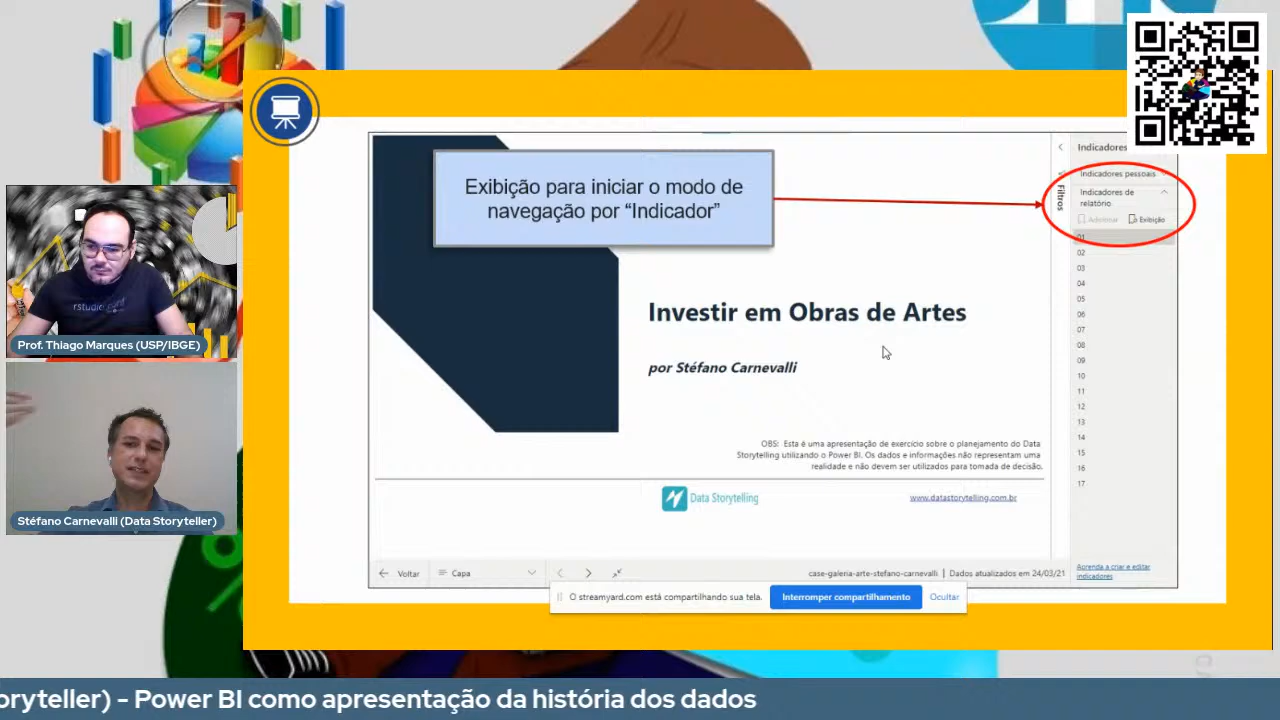 Exibição para iniciar o modo de
navegação por “Indicador”
Indicadores
Indicadores pessoais
Indicadores de
relatório
Adicionar
Exibição
Filtros
01
02
03
04
05
06
07
08
09
10
11
12
13
14
15
16
17
Aprenda a criar e editar
indicadores
Investir em Obras de Artes
por Stéfano Carnevalli
OBS: Esta é uma apresentação de exercício sobre o planejamento do Data
Storytelling utilizando o Power BI. Os dados e informações não representam uma
realidade e não devem ser utilizados para tomada de decisão.
Data Storytelling
www.datastorytelling.com.br
Voltar
Capa
case-galeria-arte-stefano-carnevalli | Dados atualizados em 24/03/21
O streamyard.com está compartilhando sua tela.
Interromper compartilhamento
Ocultar
Prof. Thiago Marques (USP/IBGE)
Stéfano Carnevalli (Data Storyteller)
oryteller) - Power BI como apresentação da história dos dados